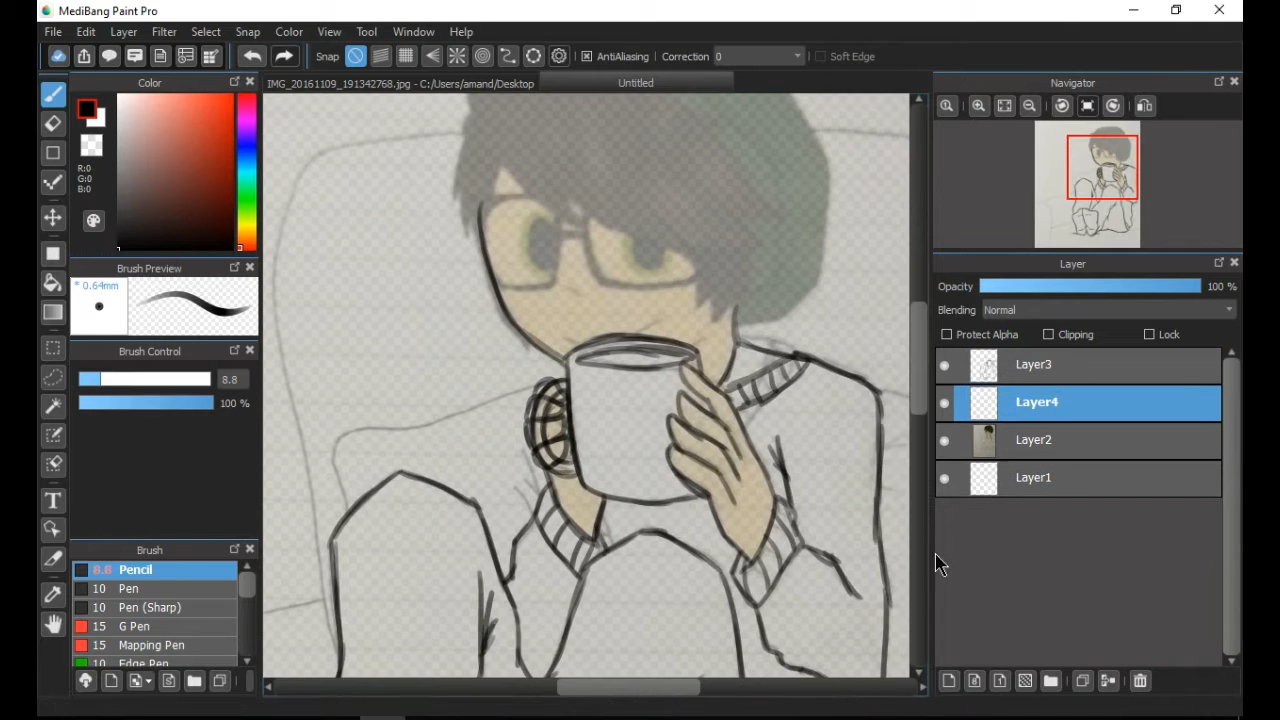 MediBang Paint Pro
File Edit Layer Filter Select Snap Color View Tool Window Help
Snap AntiAliasing Correction 0 Soft Edge
Color IMG_20161109_191342768.jpg - C:/Users/amand/Desktop Untitled Navigator
R:0
G:0
B:0
Brush Preview
* 0.64mm
Layer
Opacity 100 %
Blending Normal
Protect Alpha Clipping Lock
Brush Control
8.8
100 %
Layer3
Layer4
Layer2
Layer1
Brush
8.8 Pencil
10 Pen
10 Pen (Sharp)
15 G Pen
15 Mapping Pen
10 Edge Pen